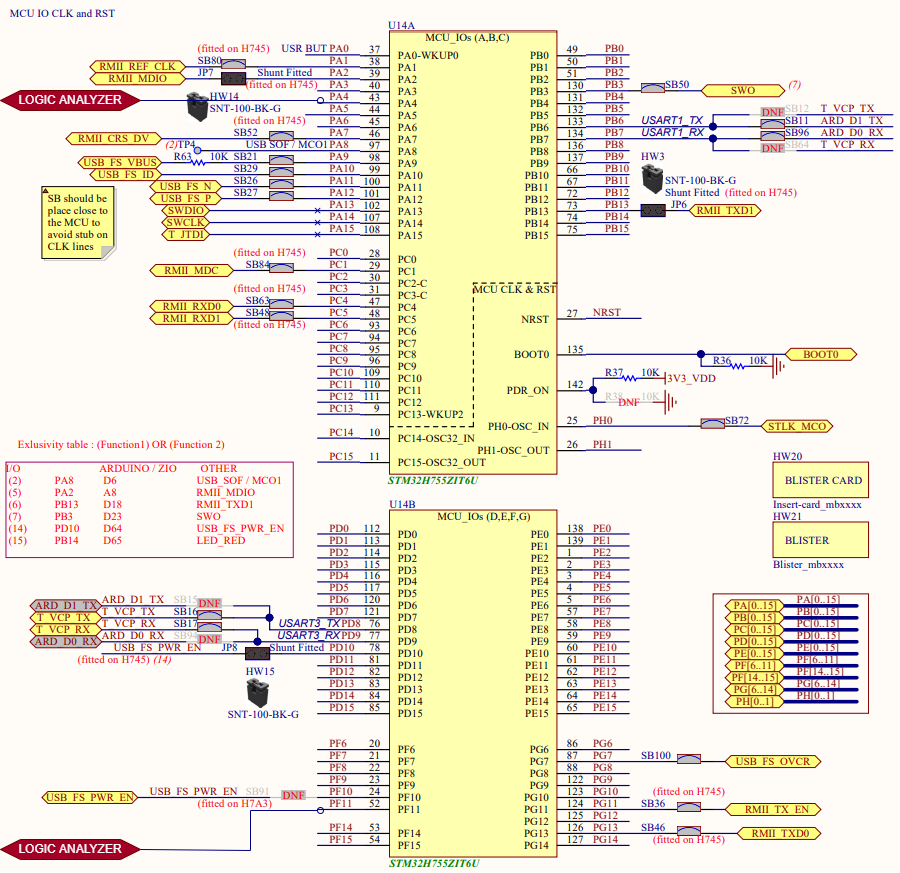 MCU IO CLK and RST
U14A
MCU_IOs (A,B,C)
(fitted on H745)
USR BUT PA0 37 PA0-WKUP0
RMII_REF_CLK SB80 PA1 38 PA1
RMII_MDIO JP7 Shunt Fitted PA2 39 PA2
(fitted on H745) PA3 40 PA3
LOGIC ANALYZER HW14 SNT-100-BK-G PA4 43 PA4
PA5 44 PA5
(fitted on H745) PA6 45 PA6
RMII_CRS_DV SB52 PA7 46 PA7
(2) TP4 USB SOF / MCO1 PA8 97 PA8
USB_FS_VBUS R63 10K SB21 PA9 98 PA9
USB_FS_ID SB29 PA10 99 PA10
USB_FS_N SB26 PA11 100 PA11
USB_FS_P SB27 PA12 101 PA12
SWDIO PA13 102 PA13
SWCLK PA14 107 PA14
T_JTDI PA15 108 PA15
SB should be
place close to
the MCU to
avoid stub on
CLK lines
(fitted on H745) PC0 28 PC0
RMII_MDC SB84 PC1 29 PC1
PC2 30 PC2-C
(fitted on H745) PC3 31 PC3-C
RMII_RXD0 SB63 PC4 47 PC4
RMII_RXD1 SB48 PC5 48 PC5
(fitted on H745) PC6 93 PC6
PC7 94 PC7
PC8 95 PC8
PC9 96 PC9
PC10 109 PC10
PC11 110 PC11
PC12 111 PC12
PC13 9 PC13-WKUP2
PC14 10 PC14-OSC32_IN
PC15 11 PC15-OSC32_OUT
PB0 49 PB0
PB1 50 PB1
PB2 51 PB2
PB3 130 PB3 SB50 SWO (7)
PB4 131 PB4
PB5 132 PB5 DNF SB12 T_VCP_TX
PB6 133 PB6 USART1_TX SB11 ARD_D1_TX
PB7 134 PB7 USART1_RX SB96 ARD_D0_RX
PB8 136 PB8 DNF SB64 T_VCP_RX
PB9 137 PB9 HW3
PB10 66 PB10
PB11 67 PB11 SNT-100-BK-G
PB12 72 PB12 Shunt Fitted (fitted on H745)
PB13 73 PB13 JP6 RMII_TXD1
PB14 74 PB14
PB15 75 PB15
MCU CLK & RST
NRST 27 NRST
BOOT0 135 R36 10K BOOT0
PDR_ON 142 R37 10K 3V3_VDD
R38 DNF 10K
PH0-OSC_IN 25 PH0 SB72 STLK_MCO
PH1-OSC_OUT 26 PH1
STM32H755ZIT6U
Exlusivity table : (Function1) OR (Function 2)
I/O ARDUINO / ZIO OTHER
(2) PA8 D6 USB_SOF / MCO1
(5) PA2 A8 RMII_MDIO
(6) PB13 D18 RMII_TXD1
(7) PB3 D23 SWO
(14) PD10 D64 USB_FS_PWR_EN
(15) PB14 D65 LED_RED
HW20
BLISTER CARD
Insert-card_mbxxxx
HW21
BLISTER
Blister_mbxxxx
U14B
MCU_IOs (D,E,F,G)
PD0 112 PD0
PD1 113 PD1
PD2 114 PD2
PD3 115 PD3
PD4 116 PD4
PD5 117 PD5
ARD_D1_TX ARD_D1_TX SB15 DNF PD6 120 PD6
T_VCP_TX T_VCP_TX SB16 PD7 121 PD7
T_VCP_RX T_VCP_RX SB17 USART3_TX PD8 76 PD8
ARD_D0_RX ARD_D0_RX SB94 DNF USART3_RX PD9 77 PD9
USB_FS_PWR_EN JP8 Shunt Fitted PD10 78 PD10
(fitted on H745) (14) PD11 81 PD11
HW15 PD12 82 PD12
PD13 83 PD13
PD14 84 PD14
SNT-100-BK-G PD15 85 PD15
PF6 20 PF6
PF7 21 PF7
PF8 22 PF8
PF9 23 PF9
USB_FS_PWR_EN USB_FS_PWR_EN SB91 DNF PF10 24 PF10
(fitted on H7A3) PF11 52 PF11
PF14 53 PF14
PF15 54 PF15
LOGIC ANALYZER
PE0 138 PE0
PE1 139 PE1
PE2 1 PE2
PE3 2 PE3
PE4 3 PE4
PE5 4 PE5
PE6 5 PE6
PE7 57 PE7
PE8 58 PE8
PE9 59 PE9
PE10 60 PE10
PE11 61 PE11
PE12 62 PE12
PE13 63 PE13
PE14 64 PE14
PE15 65 PE15
PG6 86 PG6
PG7 87 PG7 SB100 USB_FS_OVCR
PG8 88 PG8
PG9 122 PG9
PG10 123 PG10 (fitted on H745)
PG11 124 PG11 SB36 RMII_TX_EN
PG12 125 PG12
PG13 126 PG13 SB46 RMII_TXD0
PG14 127 PG14 (fitted on H745)
STM32H755ZIT6U
PA[0..15] PA[0..15]
PB[0..15] PB[0..15]
PC[0..15] PC[0..15]
PD[0..15] PD[0..15]
PE[0..15] PE[0..15]
PF[6..11] PF[6..11]
PF[14..15] PF[14..15]
PG[6..14] PG[6..14]
PH[0..1] PH[0..1]